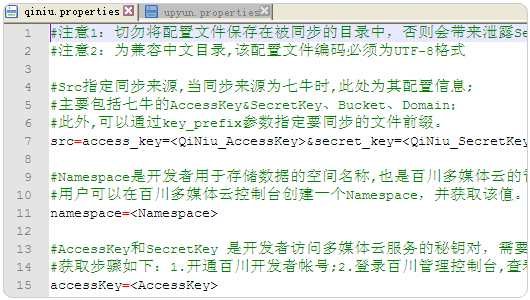 qiniu.properties upyun.properties
1 #注意1：切勿将配置文件保存在被同步的目录中，否则会带来泄露Se
2 #注意2：为兼容中文目录,该配置文件编码必须为UTF-8格式
3
4 #Src指定同步来源,当同步来源为七牛时,此处为其配置信息;
5 #主要包括七牛的AccessKey&SecretKey、Bucket、Domain;
6 #此外,可以通过key_prefix参数指定要同步的文件前缀。
7 src=access_key=<QiNiu_AccessKey>&secret_key=<QiNiu_SecretKey
8
9 #Namespace是开发者用于存储数据的空间名称,也是百川多媒体云的
10 #用户可以在百川多媒体云控制台创建一个Namespace，并获取该值。
11 namespace=<Namespace>
12
13 #AccessKey和SecretKey 是开发者访问多媒体云服务的秘钥对，需要
14 #获取步骤如下：1.开通百川开发者帐号;2.登录百川管理控制台,查
15 accessKey=<AccessKey>